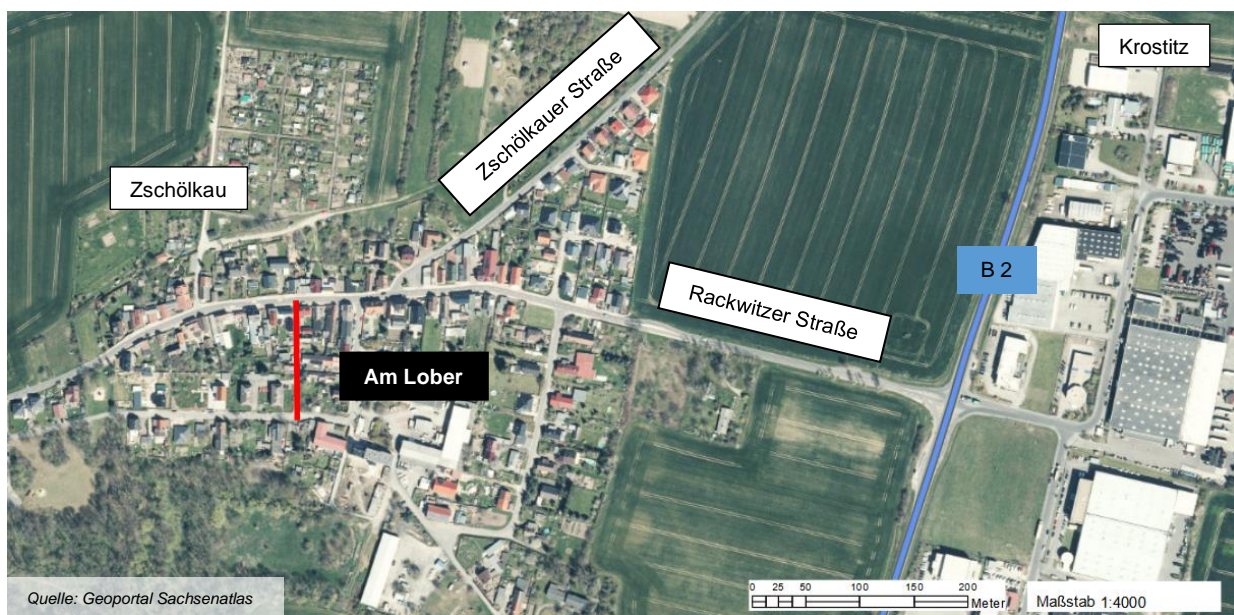 Krostitz
Zschölkauer Straße
Zschölkau
B 2
Rackwitzer Straße
Am Lober
Quelle: Geoportal Sachsenatlas
0 25 50 100 150 200
Meter
Maßstab 1:4000